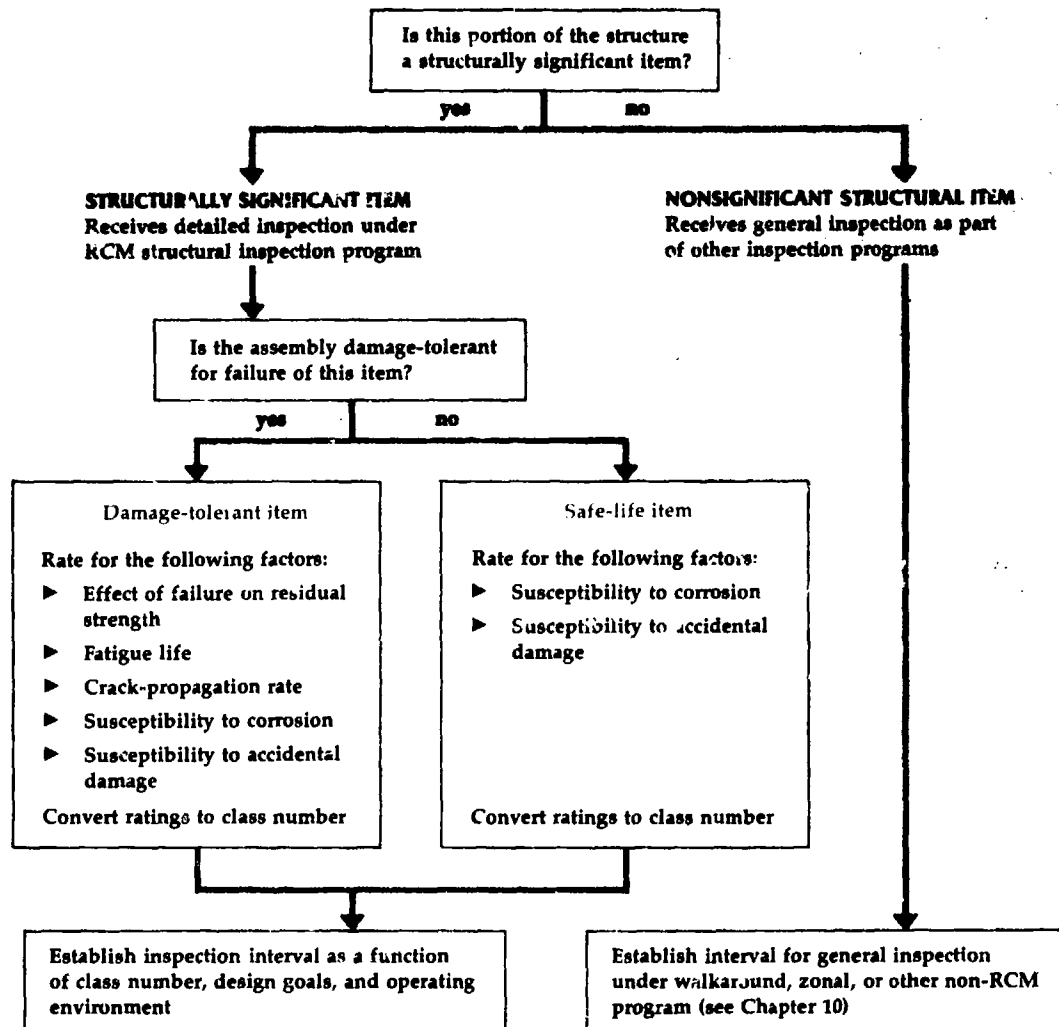 Is this portion of the structure
a structurally significant item?
yes
no
STRUCTURALLY SIGNIFICANT ITEM
Receives detailed inspection under
RCM structural inspection program
NONSIGNIFICANT STRUCTURAL ITEM
Receives general inspection as part
of other inspection programs
Is the assembly damage-tolerant
for failure of this item?
yes
no
Damage-tolerant item
Rate for the following factors:
► Effect of failure on residual
strength
► Fatigue life
► Crack-propagation rate
► Susceptibility to corrosion
► Susceptibility to accidental
damage
Convert ratings to class number
Safe-life item
Rate for the following factors:
► Susceptibility to corrosion
► Susceptibility to accidental
damage
Convert ratings to class number
Establish inspection interval as a function
of class number, design goals, and operating
environment
Establish interval for general inspection
under walkaround, zonal, or other non-RCM
program (see Chapter 10)